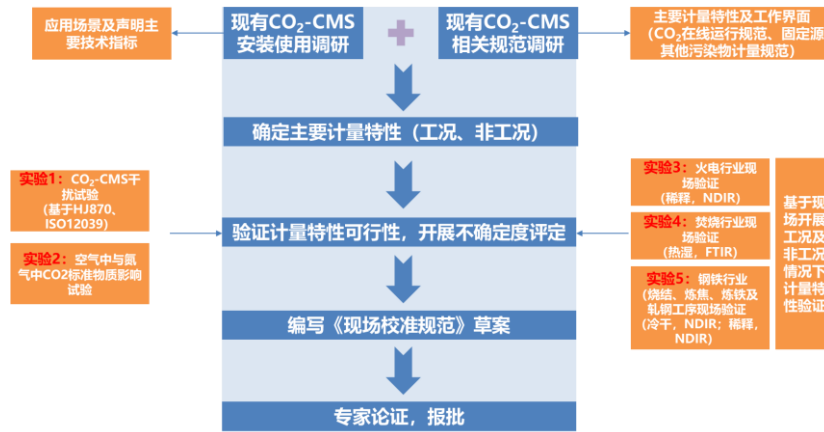 应用场景及声明主
要技术指标
现有CO₂-CMS
安装使用调研
现有CO₂-CMS
相关规范调研
主要计量特性及工作界面
（CO₂在线运行规范、固定源
其他污染物计量规范）
确定主要计量特性（工况、非工况）
实验1：CO₂-CMS干
扰试验
(基于HJ870、
ISO12039)
实验2：空气中与氮
气中CO2标准物质影响
试验
验证计量特性可行性，开展不确定度评定
实验3：火电行业现
场验证
(稀释，NDIR)
实验4：焚烧行业现
场验证
(热湿，FTIR)
实验5：钢铁行业
(烧结、炼焦、炼铁及
轧钢工序现场验证)
(冷干，NDIR；稀释，
NDIR)
基于现
场开展
工况及
非工况
情况下
计量特
性验证
编写《现场校准规范》草案
专家论证，报批